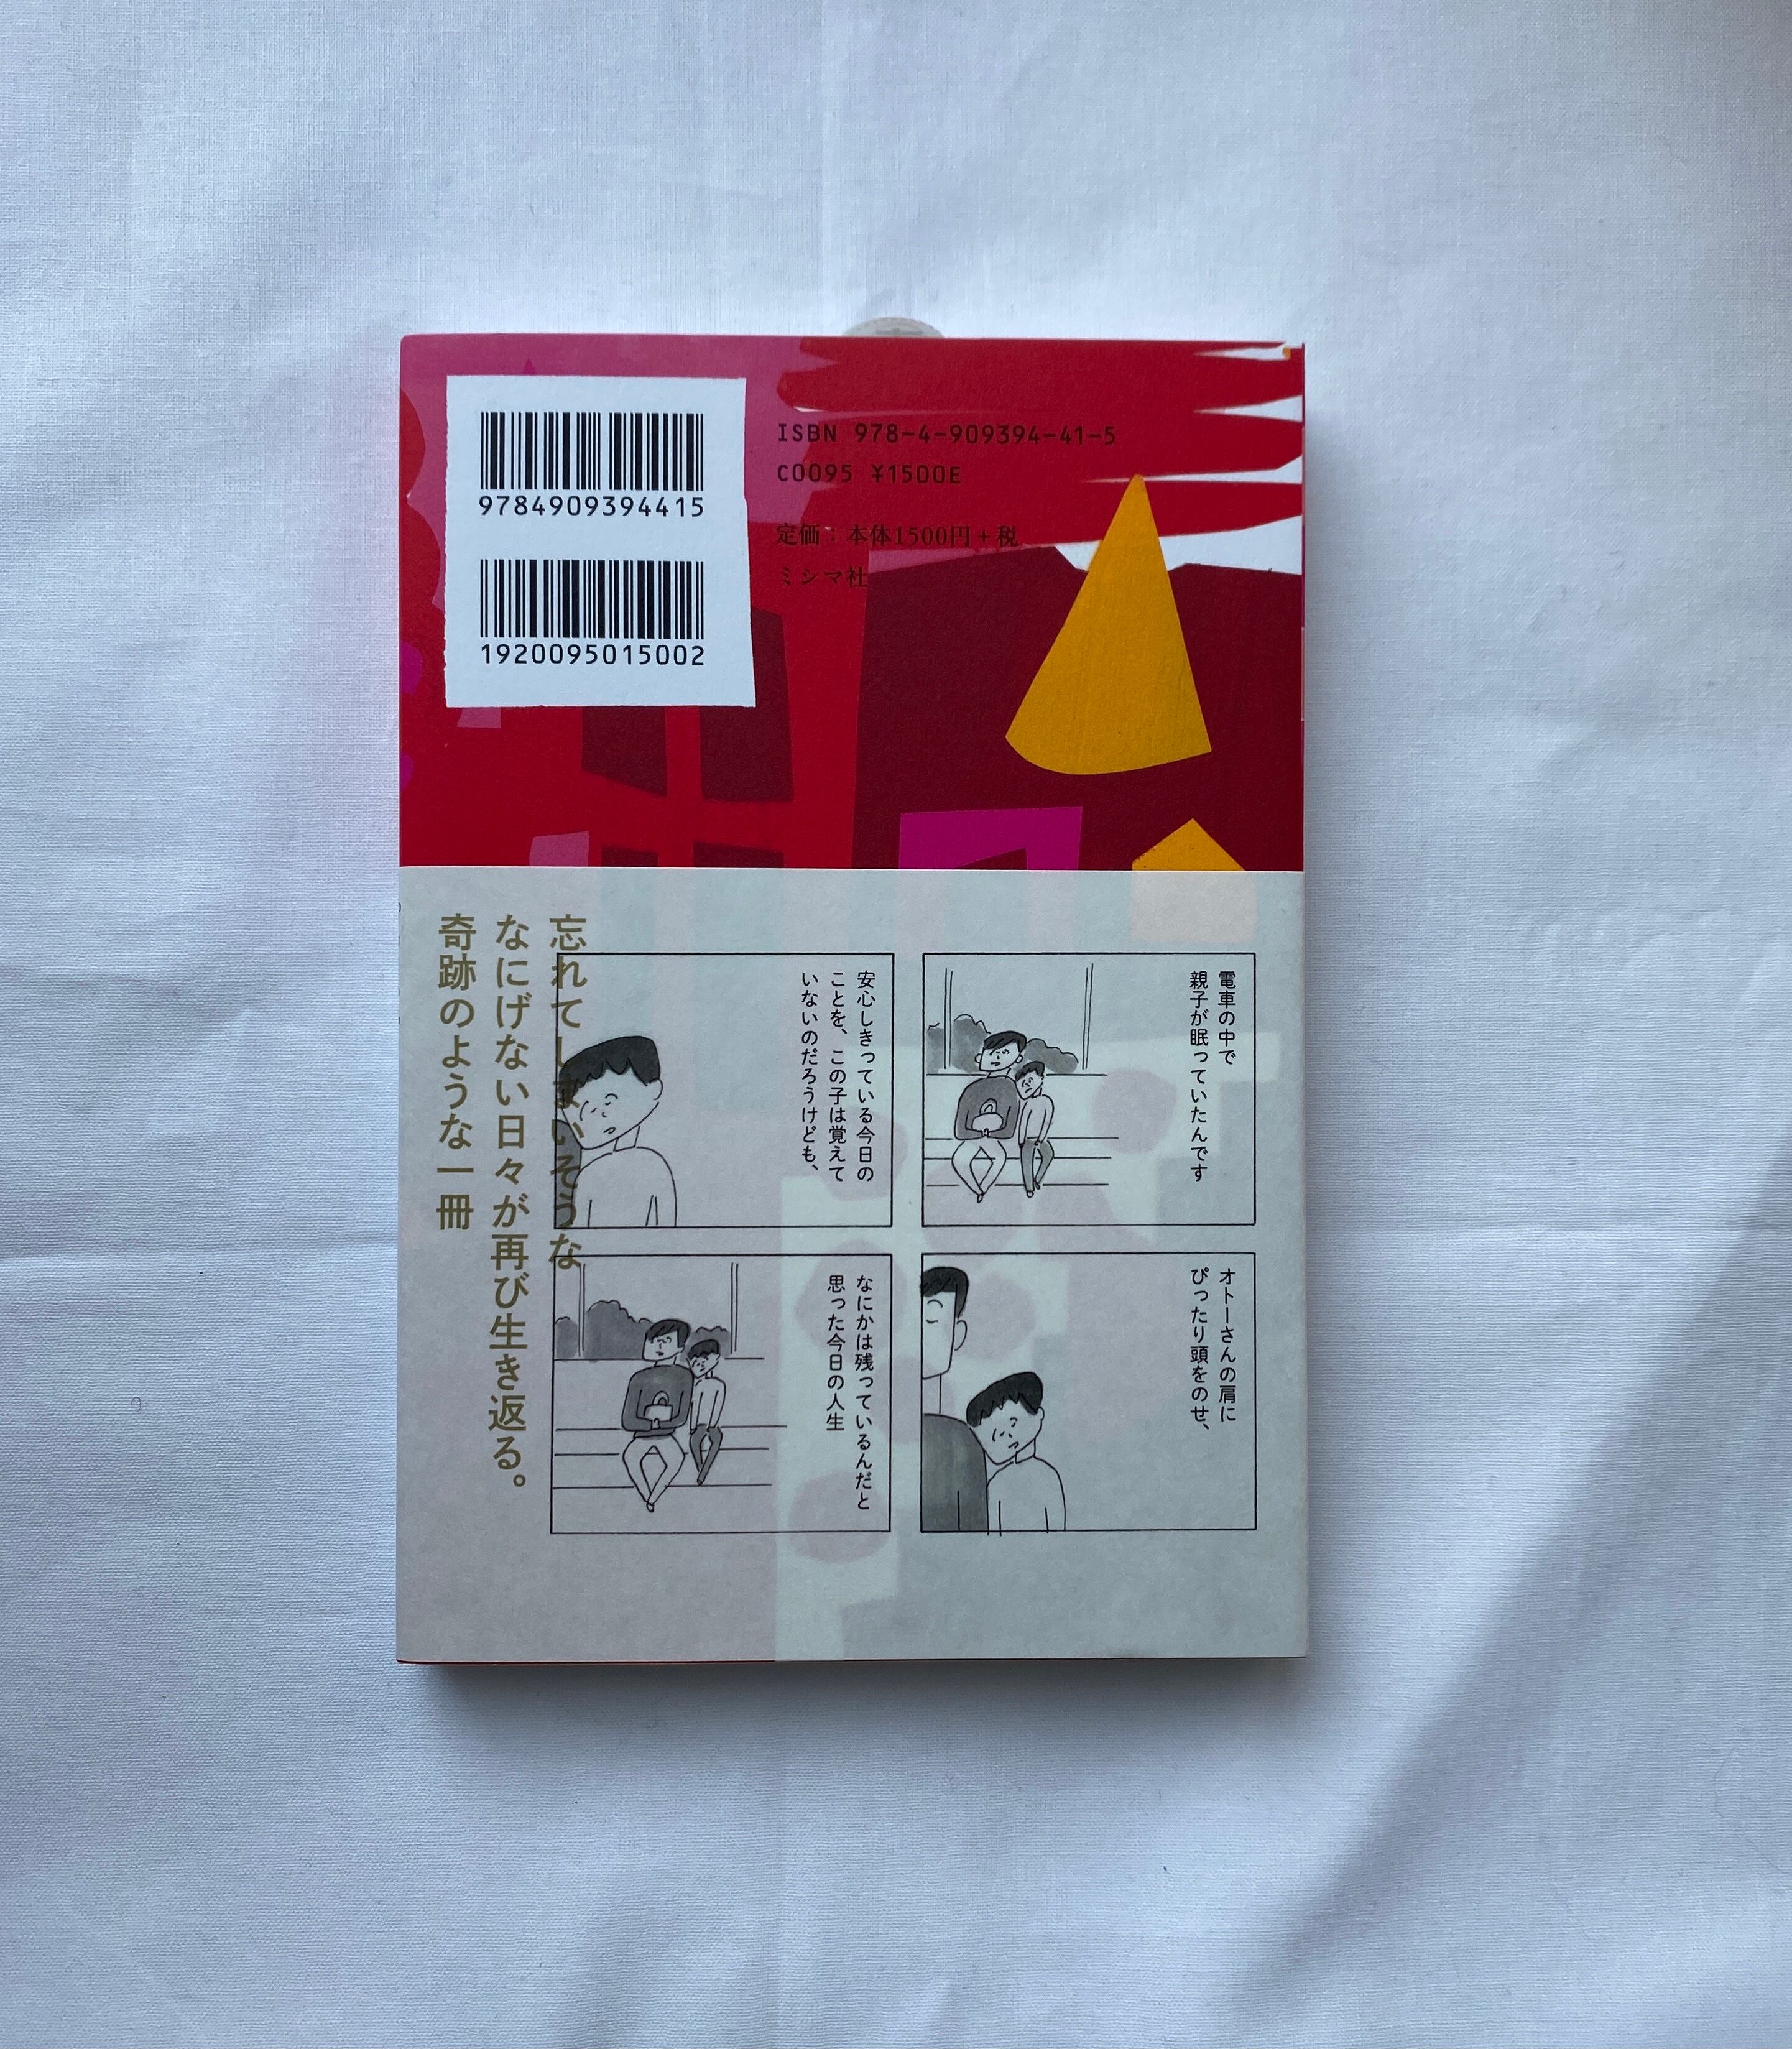 9784909394415
1920095015002
ISBN 978-4-909394-41-5
C0095 ¥1500E
定価：本体1500円+税
ミシマ社
電車の中で
親子が眠っていたんです
オトーさんの肩に
ぴったり頭をのせ、
安心しきっている今日の
ことを、この子は覚えて
いないのだろうけども、
なにかは残っているんだと
思った今日の人生
忘れてしまいそうな
なにげない日々が再び生き返る。
奇跡のような一冊